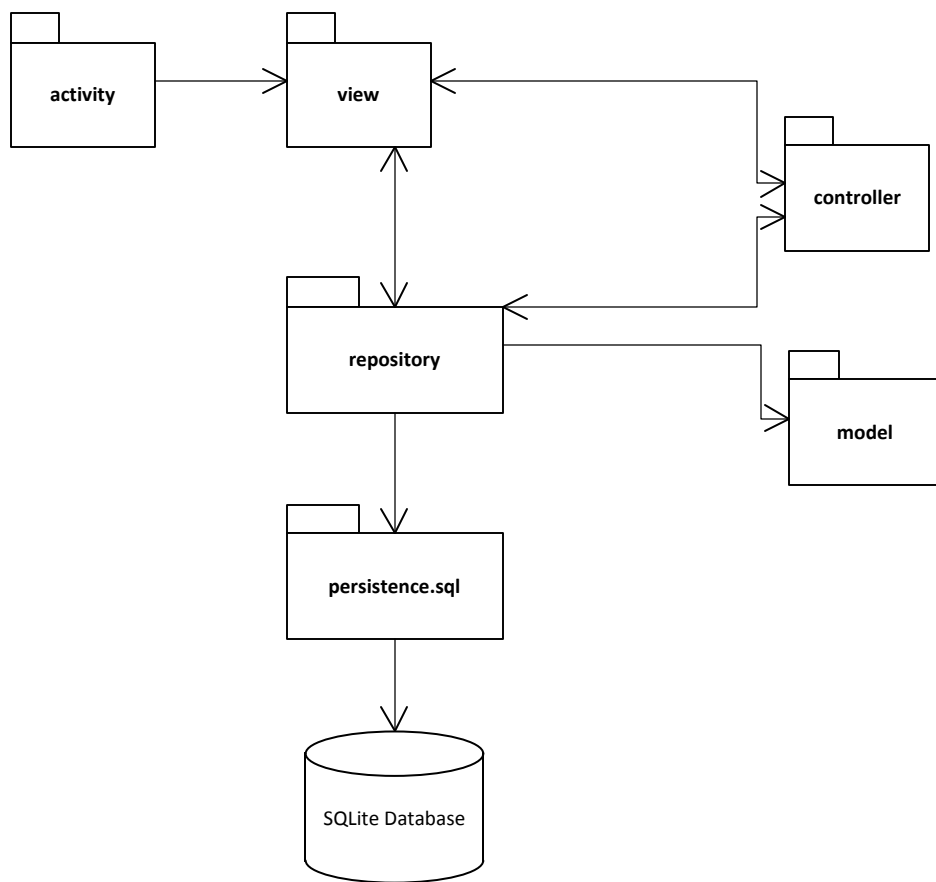 activity
view
controller
repository
model
persistence.sql
SQLite Database